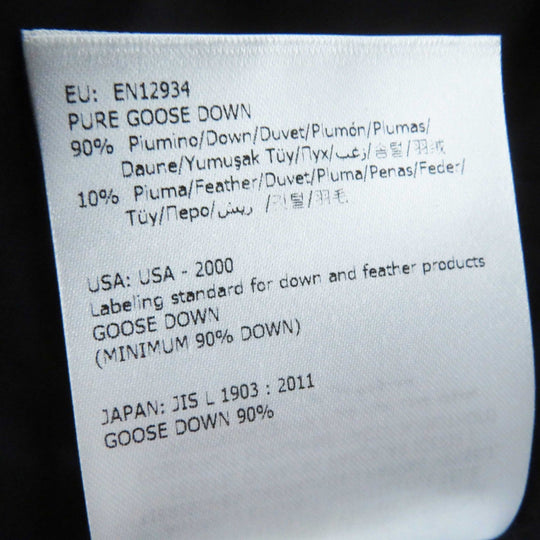 EU: EN12934
PURE GOOSE DOWN
90% Piumino/Down/Duvet/Plumón/Plumas/
Daune/Yumuşak Tüy/Пух/زغب/솜털/羽绒
10% Piuma/Feather/Duvet/Pluma/Penas/Feder/
Tüy/Перо/ريش /깃털/羽毛
USA: USA - 2000
Labeling standard for down and feather products
GOOSE DOWN
(MINIMUM 90% DOWN)
JAPAN: JIS L 1903 : 2011
GOOSE DOWN 90%